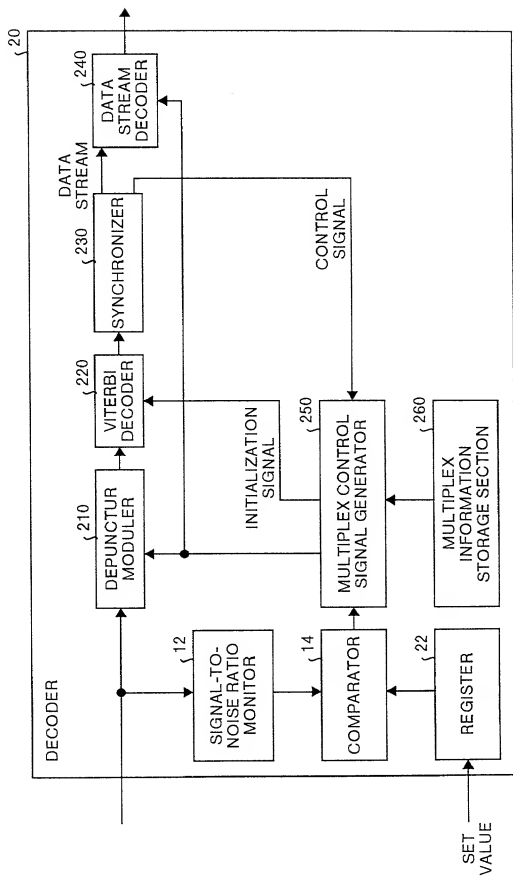 20
DECODER
210
DEPUNCTUR
MODULER
220
VITERBI
DECODER
230
SYNCHRONIZER
DATA
STREAM
240
DATA
STREAM
DECODER
12
SIGNAL-TO-
NOISE RATIO
MONITOR
INITIALIZATION
SIGNAL
CONTROL
SIGNAL
14
COMPARATOR
250
MULTIPLEX CONTROL
SIGNAL GENERATOR
22
REGISTER
260
MULTIPLEX
INFORMATION
STORAGE SECTION
SET
VALUE